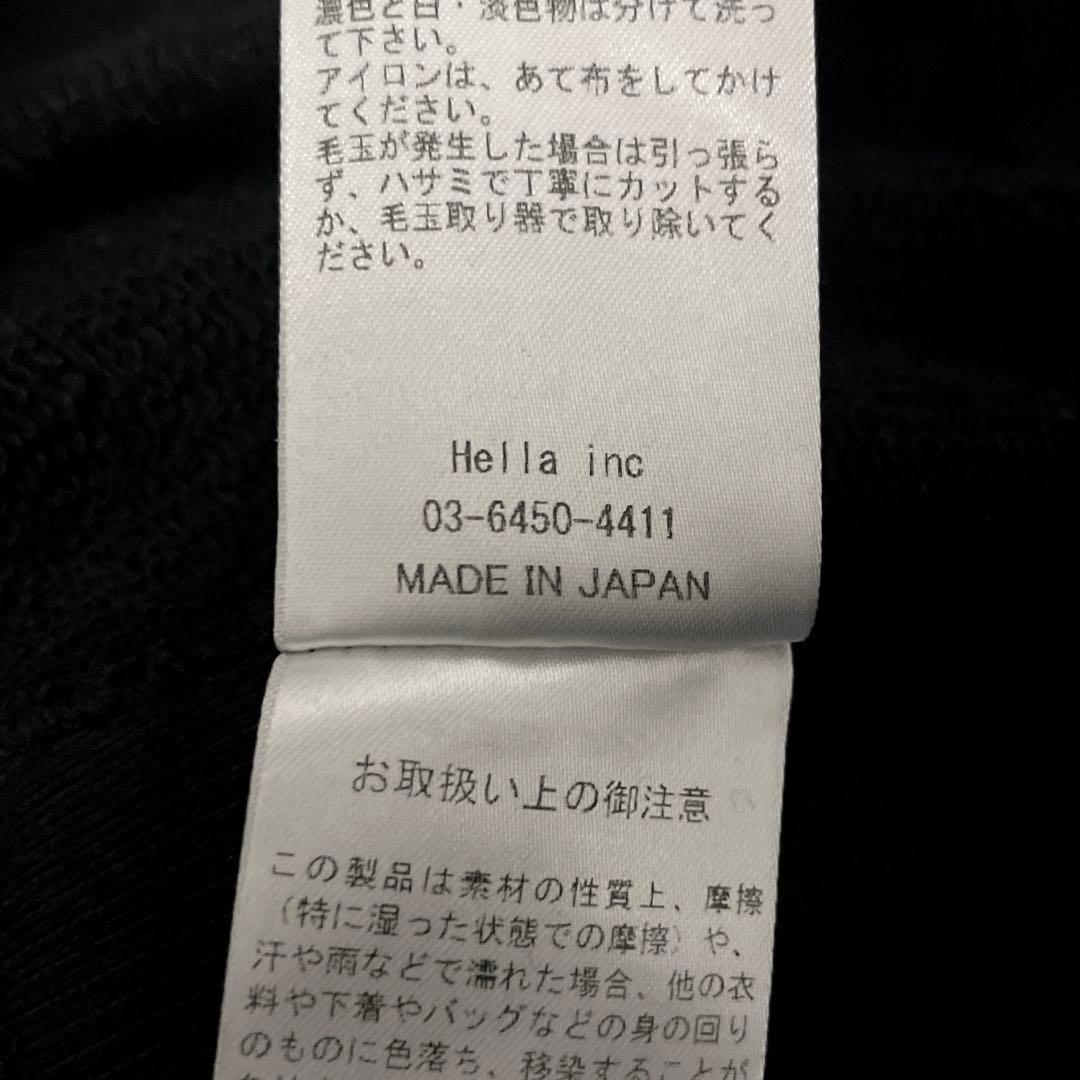 濃色と白・淡色物は分けて洗っ
て下さい。
アイロンは、あて布をしてかけ
てください。
毛玉が発生した場合は引っ張ら
ず、ハサミで丁寧にカットする
か、毛玉取り器で取り除いてく
ださい。
Hella inc
03-6450-4411
MADE IN JAPAN
お取扱い上の御注意
この製品は素材の性質上、摩擦
（特に湿った状態での摩擦）や、
汗や雨などで濡れた場合、他の衣
料や下着やバッグなどの身の回り
のものに色落ち、移染することが